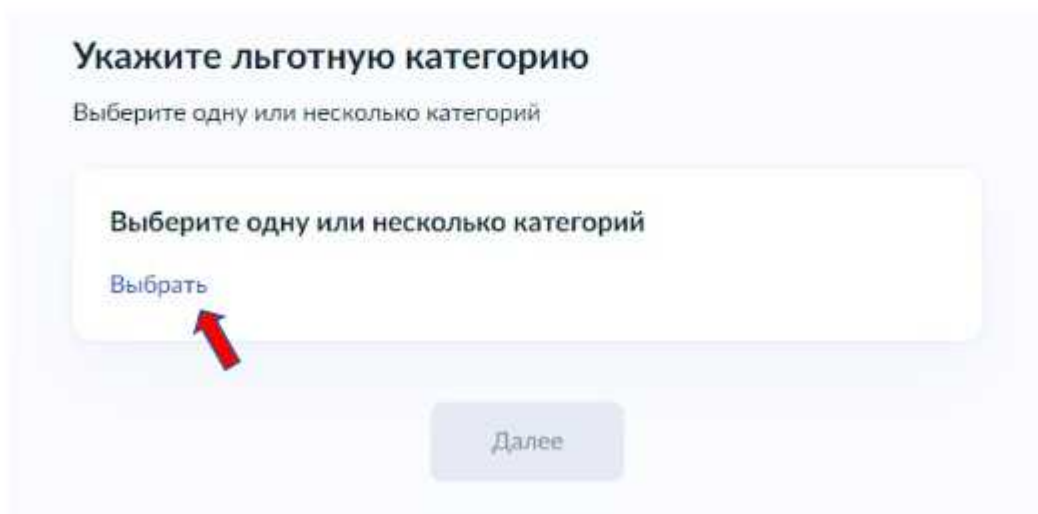 Укажите льготную категорию
Выберите одну или несколько категорий
Выберите одну или несколько категорий
Выбрать
Далее